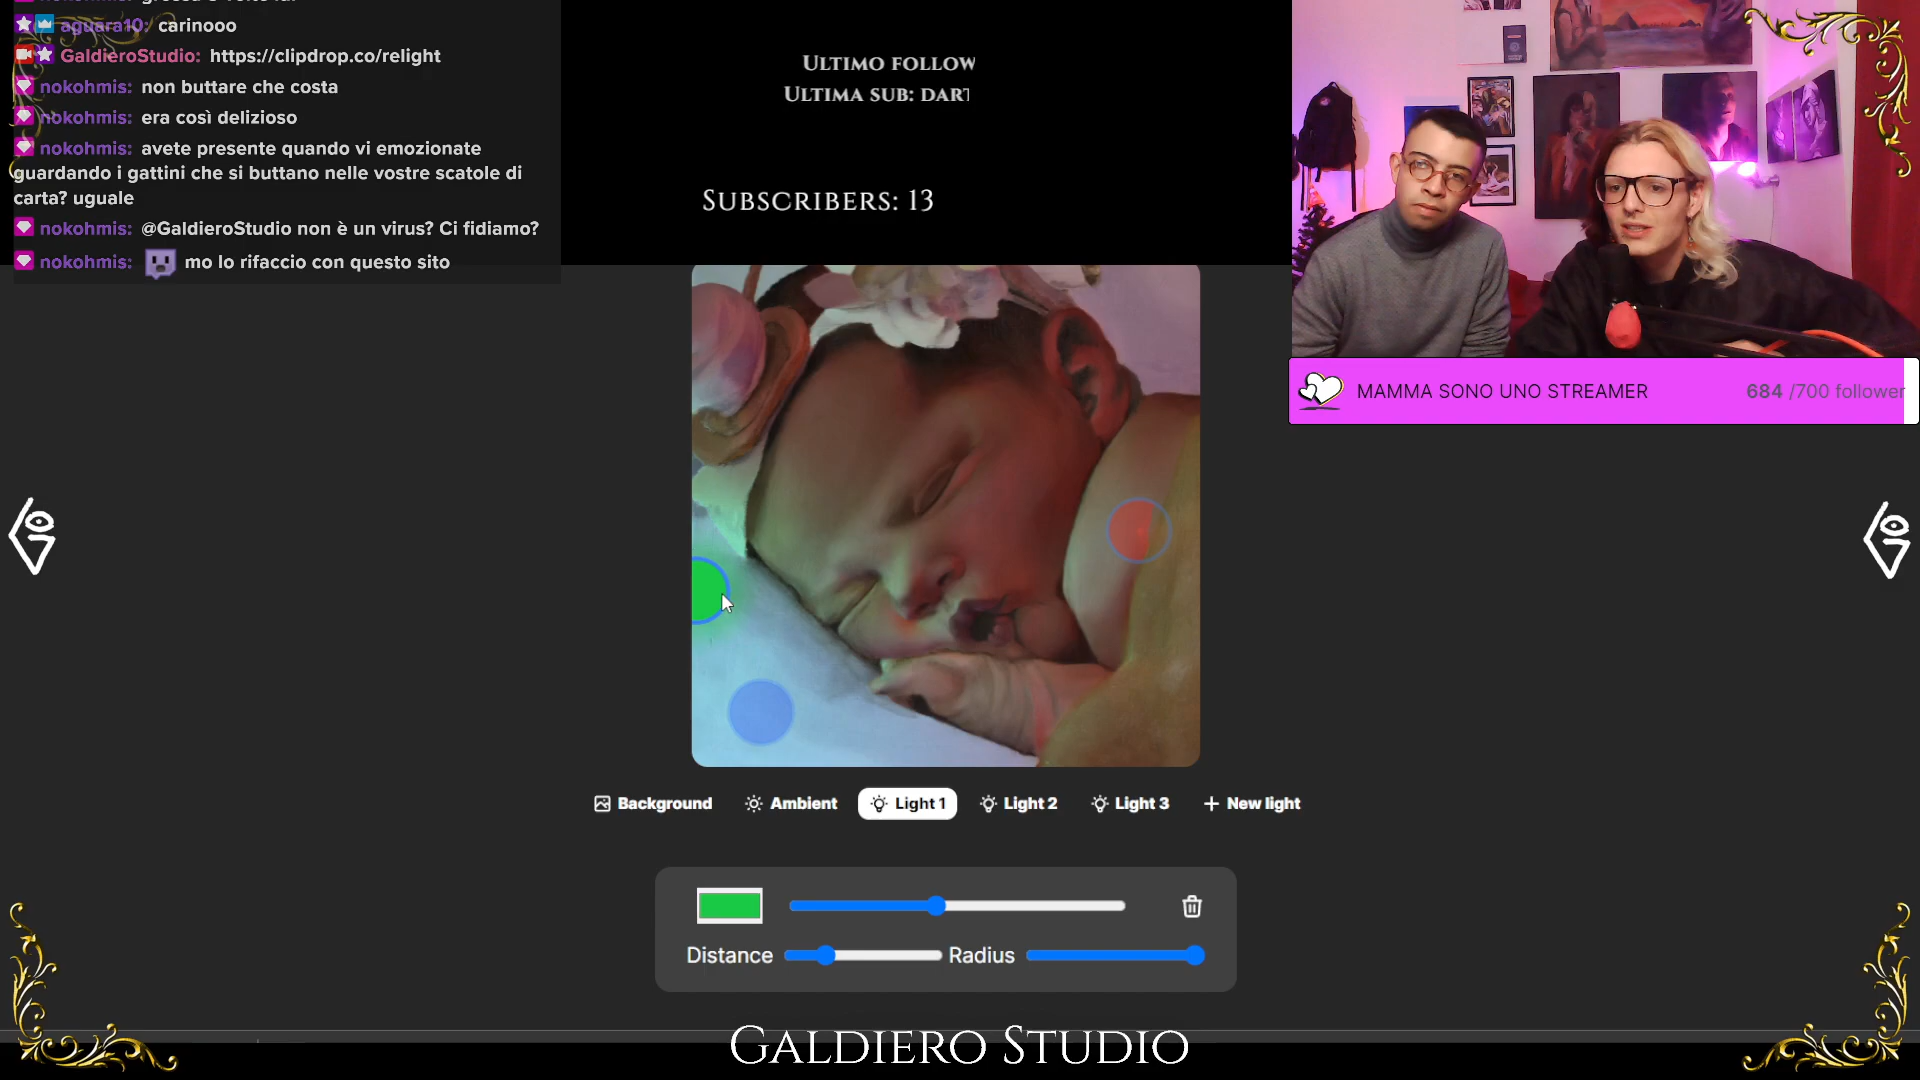 aguara10: carinooo
GaldieroStudio: https://clipdrop.co/relight
nokohmis: non buttare che costa
nokohmis: era così delizioso
nokohmis: avete presente quando vi emozionate
guardando i gattini che si buttano nelle vostre scatole di
carta? uguale
nokohmis: @GaldieroStudio non è un virus? Ci fidiamo?
nokohmis: mo lo rifaccio con questo sito
Ultimo follow
Ultima sub: dart
Subscribers: 13
MAMMA SONO UNO STREAMER 684 /700 follower
Background Ambient Light 1 Light 2 Light 3 + New light
Distance Radius
Galdiero Studio